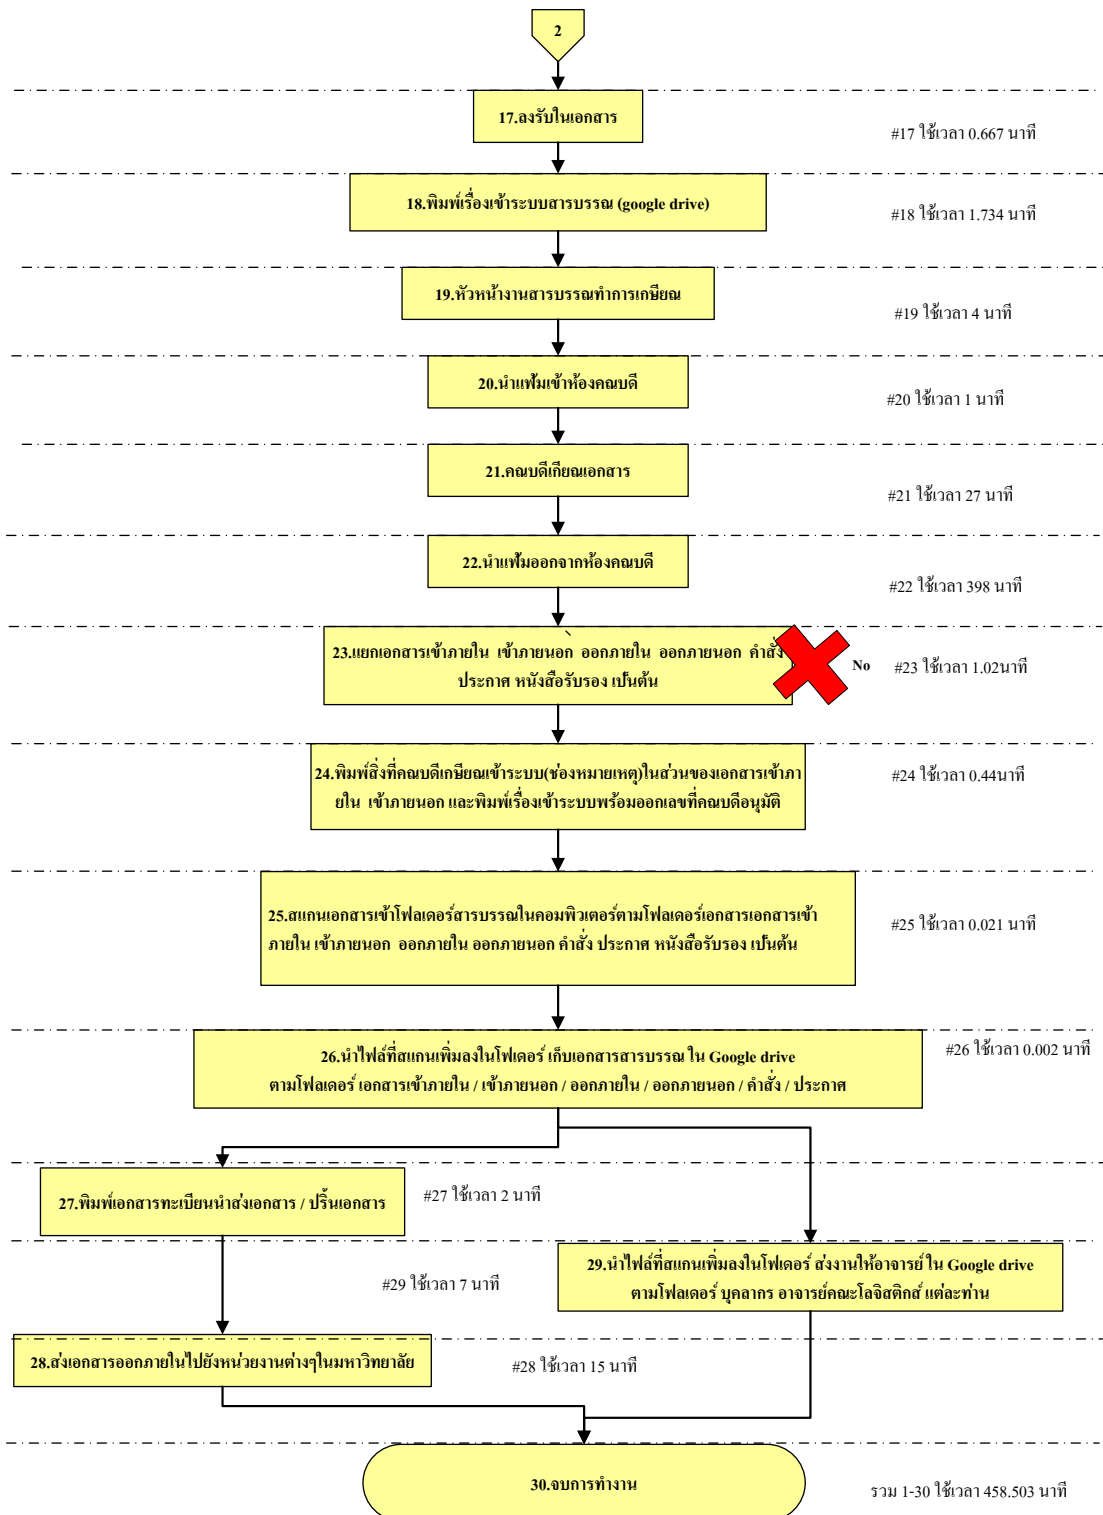 2
17.ลงรับในเอกสาร
#17 ใช้เวลา 0.667 นาที
18.พิมพ์เรื่องเข้าระบบสารบรรณ (google drive)
#18 ใช้เวลา 1.734 นาที
19.หัวหน้างานสารบรรณทำการเกษียณ
#19 ใช้เวลา 4 นาที
20.นำแฟ้มเข้าห้องคณบดี
#20 ใช้เวลา 1 นาที
21.คณบดีเกียณเอกสาร
#21 ใช้เวลา 27 นาที
22.นำแฟ้มออกจากห้องคณบดี
#22 ใช้เวลา 398 นาที
23.แยกเอกสารเข้าภายใน เข้าภายนอก ออกภายใน ออกภายนอก คำสั่ง
ประกาศ หนังสือรับรอง เป็นต้น
No
#23 ใช้เวลา 1.02นาที
24.พิมพ์สิ่งที่คณบดีเกษียณเข้าระบบ(ช่องหมายเหตุ)ในส่วนของเอกสารเข้าภา
ยใน เข้าภายนอก และพิมพ์เรื่องเข้าระบบพร้อมออกเลขที่คณบดีอนุมัติ
#24 ใช้เวลา 0.44นาที
25.สแกนเอกสารเข้าโฟลเดอร์สารบรรณในคอมพิวเตอร์ตามโฟลเดอร์เอกสารเอกสารเข้า
ภายใน เข้าภายนอก ออกภายใน ออกภายนอก คำสั่ง ประกาศ หนังสือรับรอง เป็นต้น
#25 ใช้เวลา 0.021 นาที
26.นำไฟล์ที่สแกนเพิ่มลงในโฟเดอร์ เก็บเอกสารสารบรรณ ใน Google drive
ตามโฟลเดอร์ เอกสารเข้าภายใน / เข้าภายนอก / ออกภายใน / ออกภายนอก / คำสั่ง / ประกาศ
#26 ใช้เวลา 0.002 นาที
27.พิมพ์เอกสารทะเบียนนำส่งเอกสาร / ปริ้นเอกสาร
#27 ใช้เวลา 2 นาที
29.นำไฟล์ที่สแกนเพิ่มลงในโฟเดอร์ ส่งงานให้อาจารย์ ใน Google drive
ตามโฟลเดอร์ บุคลากร อาจารย์คณะโลจิสติกส์ แต่ละท่าน
#29 ใช้เวลา 7 นาที
28.ส่งเอกสารออกภายในไปยังหน่วยงานต่างๆในมหาวิทยาลัย
#28 ใช้เวลา 15 นาที
30.จบการทำงาน
รวม 1-30 ใช้เวลา 458.503 นาที